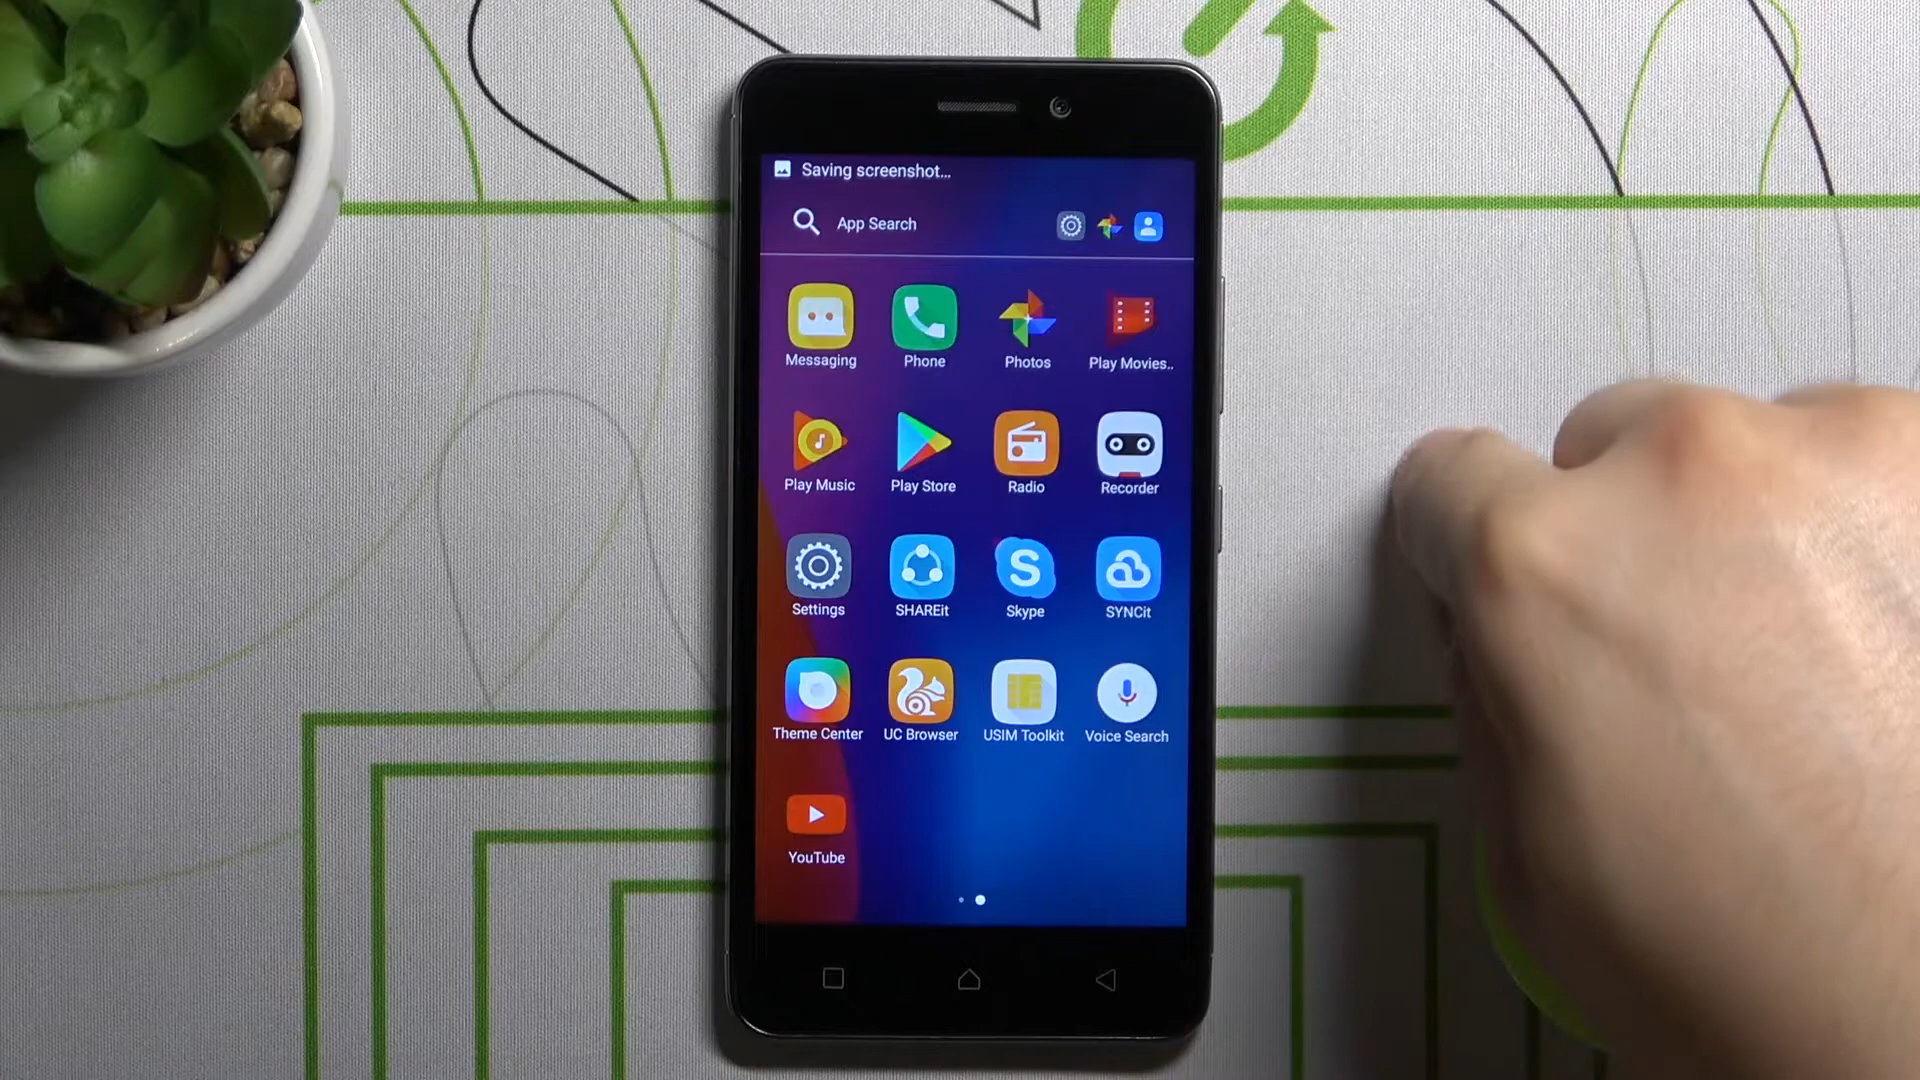 Saving screenshot...
App Search
Messaging
Phone
Photos
Play Movies..
Play Music
Play Store
Radio
Recorder
Settings
SHAREit
Skype
SYNCit
Theme Center
UC Browser
USIM Toolkit
Voice Search
YouTube